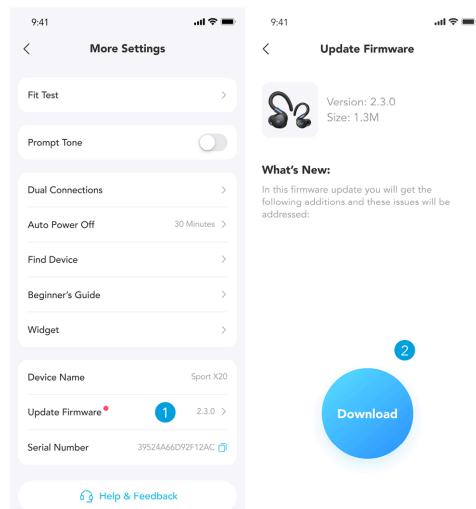 9:41
More Settings
Fit Test
Prompt Tone
Dual Connections
Auto Power Off 30 Minutes
Find Device
Beginner's Guide
Widget
Device Name Sport X20
Update Firmware 1 2.3.0
Serial Number 39524A66D92F12AC
Help & Feedback
9:41
Update Firmware
Version: 2.3.0
Size: 1.3M
What's New:
In this firmware update you will get the
following additions and these issues will be
addressed:
2
Download